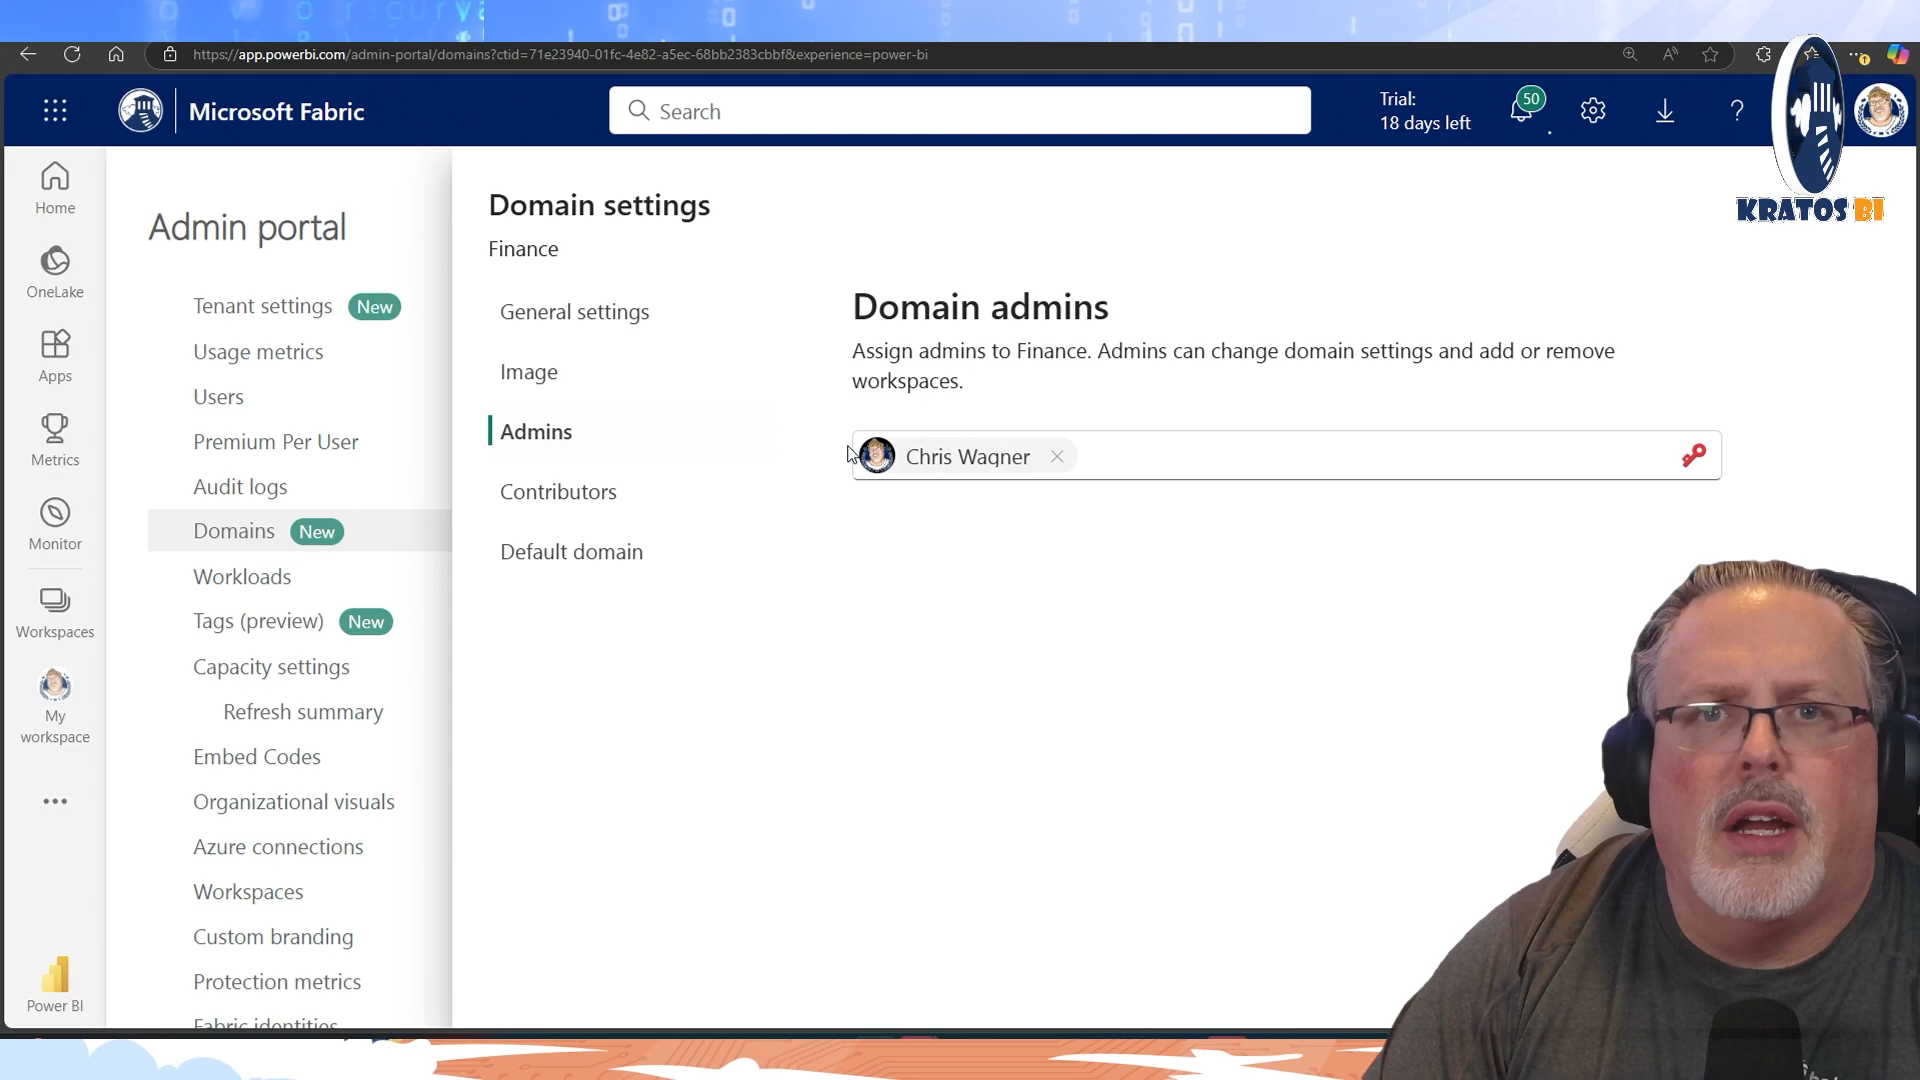 https://app.powerbi.com/admin-portal/domains?ctid=71e23940-01fc-4e82-a5ec-68bb2383cbbf&experience=power-bi
Microsoft Fabric
Search
Trial:
18 days left
50
KRATOS BI
Home
OneLake
Apps
Metrics
Monitor
Workspaces
My
workspace
Power BI
Admin portal
Tenant settings New
Usage metrics
Users
Premium Per User
Audit logs
Domains New
Workloads
Tags (preview) New
Capacity settings
Refresh summary
Embed Codes
Organizational visuals
Azure connections
Workspaces
Custom branding
Protection metrics
Fabric identities
Domain settings
Finance
General settings
Image
Admins
Contributors
Default domain
Domain admins
Assign admins to Finance. Admins can change domain settings and add or remove
workspaces.
Chris Wagner